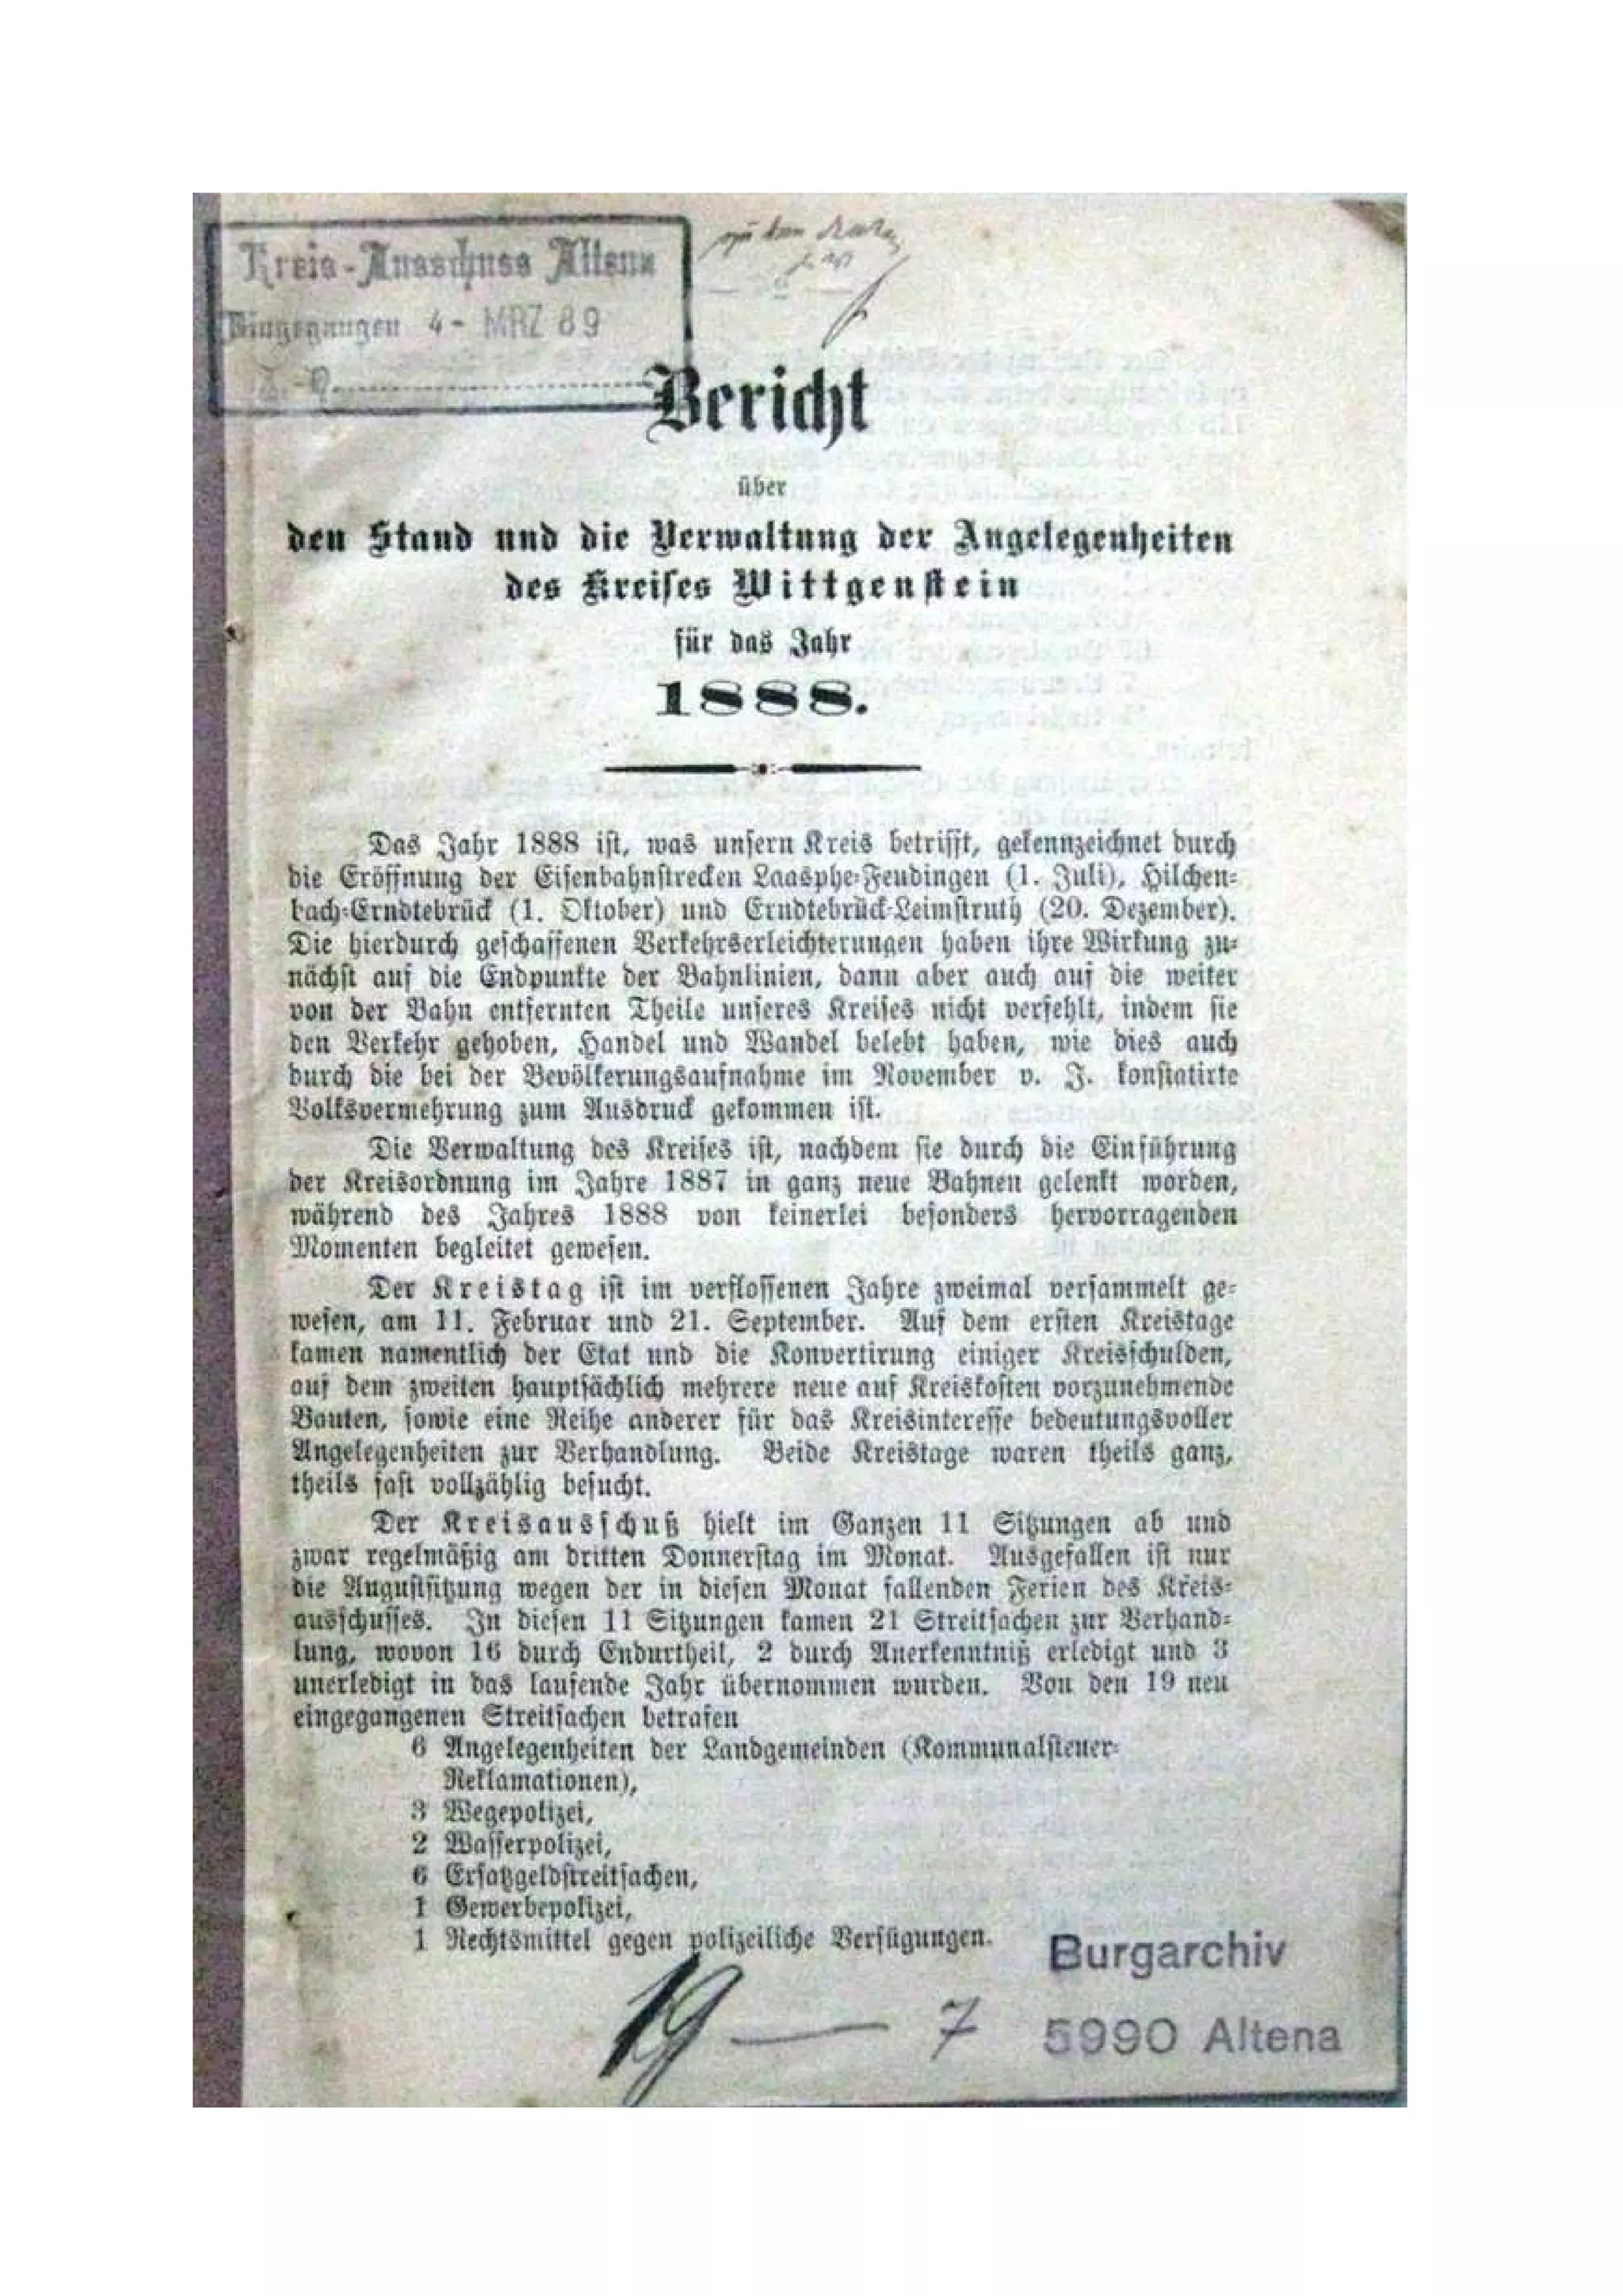 Kreis-Ausschuss Altena
Eingegangen 4- MRZ 89
zu den
Bericht
über
den Stand und die Verwaltung der Angelegenheiten
des Kreises Wittgenstein
für das Jahr
1888.
Das Jahr 1888 ist, was unsern Kreis betrifft, gekennzeichnet durch
die Eröffnung der Eisenbahnstrecken Laasphe-Feudingen (1. Juli), Hilchen-
bach-Erndtebrück (1. Oktober) und Erndtebrück-Leimstruth (20. Dezember).
Die hierdurch geschaffenen Verkehrserleichterungen haben ihre Wirkung zu-
nächst auf die Endpunkte der Bahnlinien, dann aber auch auf die weiter
von der Bahn entfernten Theile unseres Kreises nicht verfehlt, indem sie
den Verkehr gehoben, Handel und Wandel belebt haben, wie dies auch
durch die bei der Bevölkerungsaufnahme im November v. J. konstatirte
Volksvermehrung zum Ausdruck gekommen ist.
Die Verwaltung des Kreises ist, nachdem sie durch die Einführung
der Kreisordnung im Jahre 1887 in ganz neue Bahnen gelenkt worden,
während des Jahres 1888 von keinerlei besonders hervorragenden
Momenten begleitet gewesen.
Der Kreistag ist im verflossenen Jahre zweimal versammelt ge-
wesen, am 11. Februar und 21. September. Auf dem ersten Kreistage
kamen namentlich der Etat und die Konvertirung einiger Kreisschulden,
auf dem zweiten hauptsächlich mehrere neue auf Kreiskosten vorzunehmende
Bauten, sowie eine Reihe anderer für das Kreisinteresse bedeutungsvoller
Angelegenheiten zur Verhandlung. Beide Kreistage waren theils ganz,
theils fast vollzählig besucht.
Der Kreisausschuß hielt im Ganzen 11 Sitzungen ab und
zwar regelmäßig am dritten Donnerstag im Monat. Ausgefallen ist nur
die Augustsitzung wegen der in diesen Monat fallenden Ferien des Kreis-
ausschusses. In diesen 11 Sitzungen kamen 21 Streitsachen zur Verhand-
lung, wovon 16 durch Endurtheil, 2 durch Anerkenntniß erledigt und 3
unerledigt in das laufende Jahr übernommen wurden. Von den 19 neu
eingegangenen Streitsachen betrafen
6 Angelegenheiten der Landgemeinden (Kommunalsteuer-
Reklamationen),
3 Wegepolizei,
2 Wasserpolizei,
6 Ersatzgeldstreitsachen,
1 Gewerbepolizei,
1 Rechtsmittel gegen polizeiliche Verfügungen.
19 — 7
Burgarchiv
5990 Altena